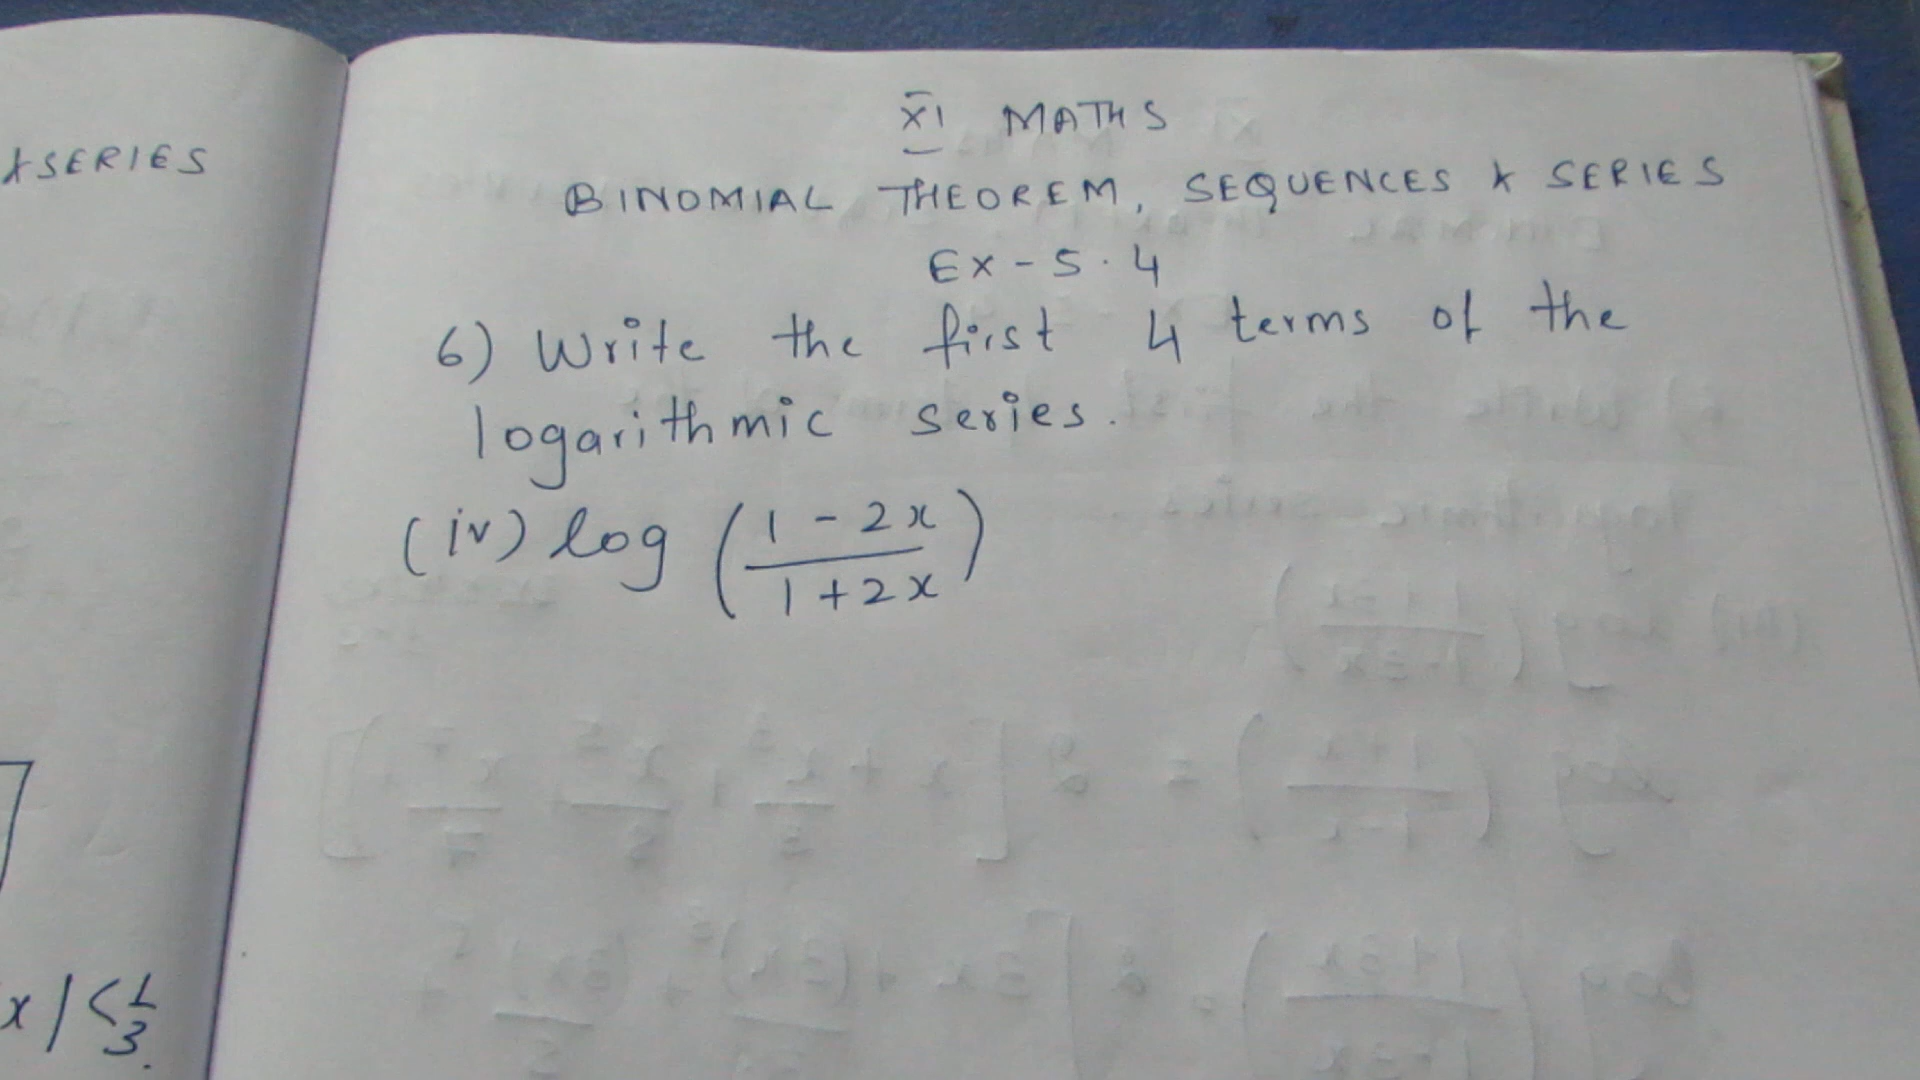 & SERIES
x | < 1/3.
XI MATHS
BINOMIAL THEOREM, SEQUENCES & SERIES
EX - 5.4
6) Write the first 4 terms of the
logarithmic series.
(iv) log ( 1 - 2x / 1 + 2x )